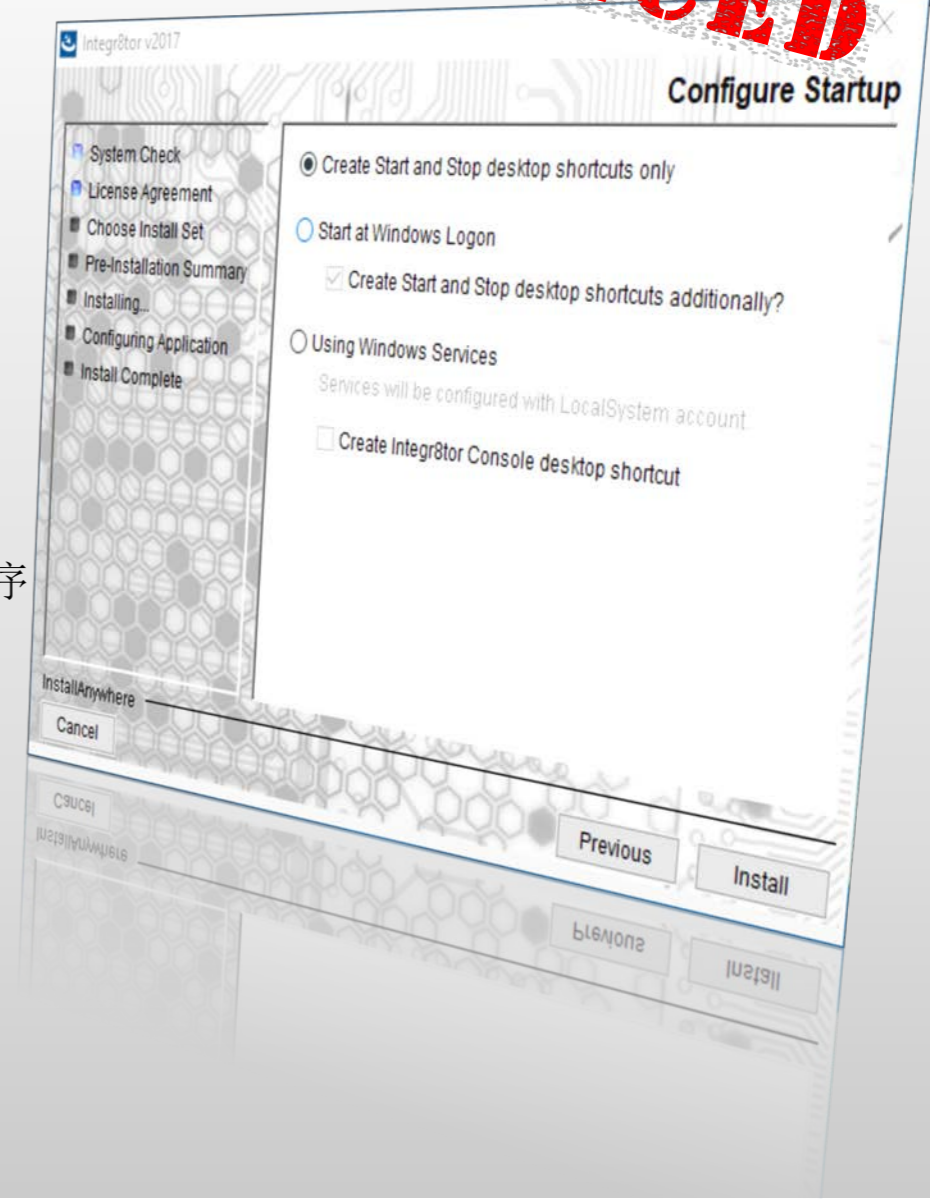 Integr8tor v2017
Configure Startup
System Check
License Agreement
Choose Install Set
Pre-Installation Summary
Installing...
Configuring Application
Install Complete
Create Start and Stop desktop shortcuts only
Start at Windows Logon
Create Start and Stop desktop shortcuts additionally?
Using Windows Services
Services will be configured with LocalSystem account
Create Integr8tor Console desktop shortcut
序
InstallAnywhere
Cancel
Previous
Install